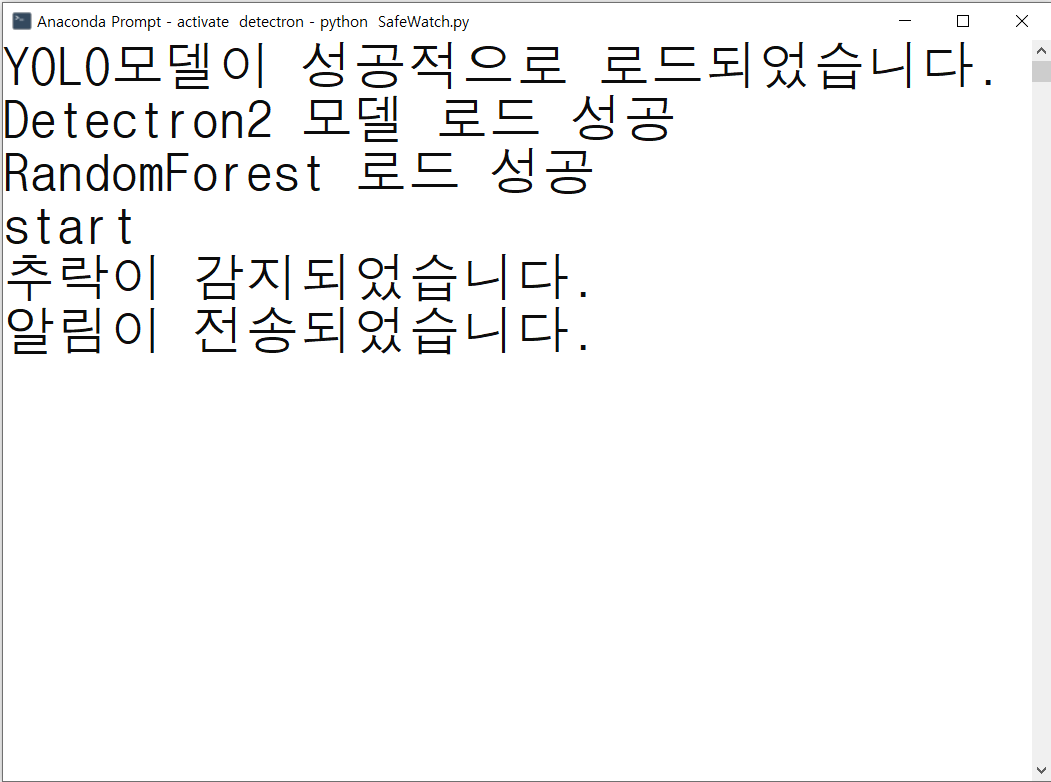 Anaconda Prompt - activate  detectron - python  SafeWatch.py
YOLO모델이 성공적으로 로드되었습니다.
Detectron2 모델 로드 성공
RandomForest 로드 성공
start
추락이 감지되었습니다.
알림이 전송되었습니다.